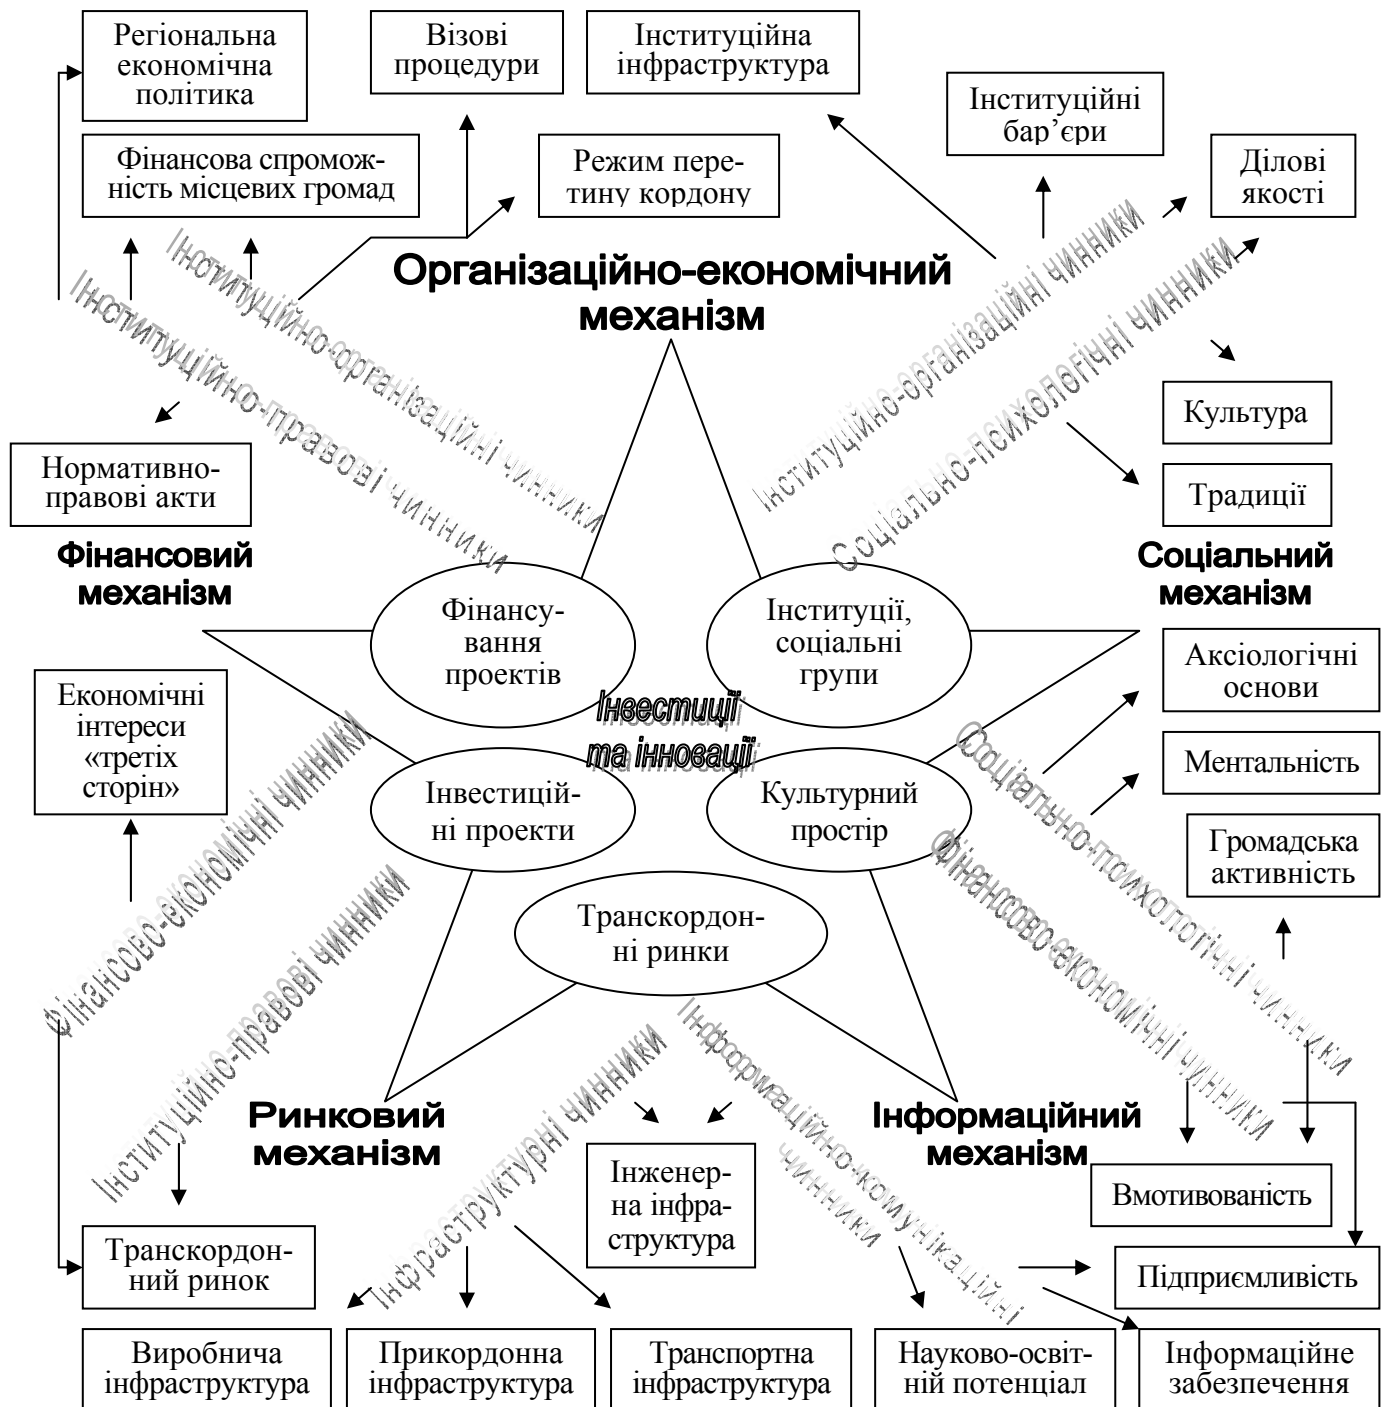 Регіональна
економічна
політика
Візові
процедури
Інституційна
інфраструктура
Інституційні
бар’єри
Фінансова спромож-
ність місцевих громад
Режим пере-
тину кордону
Ділові
якості
Організаційно-економічний
механізм
Інституційно-організаційні чинники
Інституційно-правові чинники
Інституційно-організаційні чинники
Соціально-психологічні чинники
Культура
Традиції
Нормативно-
правові акти
Фінансовий
механізм
Соціальний
механізм
Фінансу-
вання
проектів
Інституції,
соціальні
групи
Аксіологічні
основи
Економічні
інтереси
«третіх
сторін»
Інвестиції
та інновації
Ментальність
Інвестицій-
ні проекти
Культурний
простір
Громадська
активність
Транскордон-
ні ринки
Фінансово-економічні чинники
Інституційно-правові чинники
Соціально-психологічні чинники
Фінансово-економічні чинники
Ринковий
механізм
Інформаційний
механізм
Інфраструктурні чинники
Інформаційно-комунікаційні
чинники
Інженер-
на інфра-
структура
Вмотивованість
Транскордон-
ний ринок
Підприємливість
Виробнича
інфраструктура
Прикордонна
інфраструктура
Транспортна
інфраструктура
Науково-освіт-
ній потенціал
Інформаційне
забезпечення